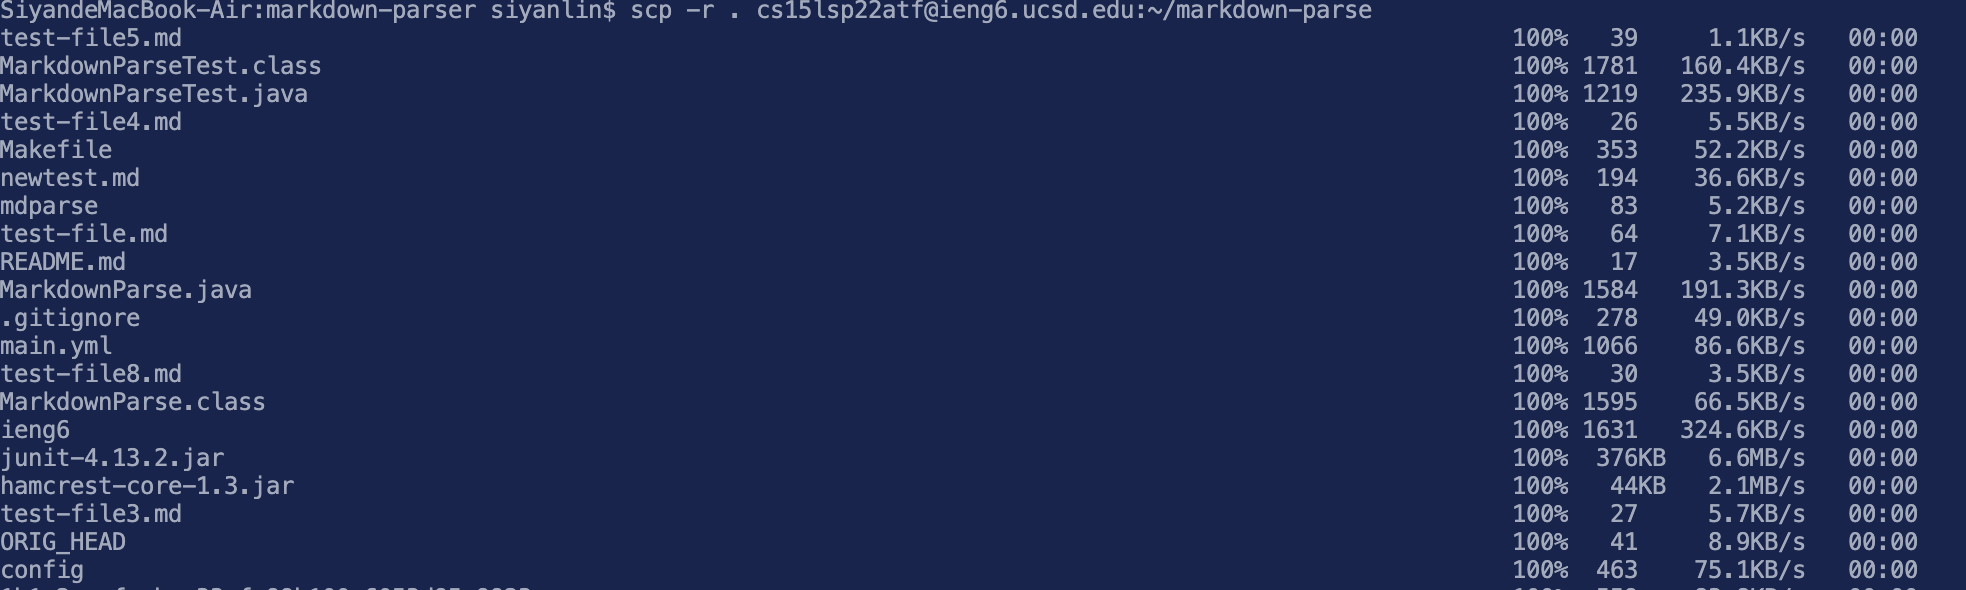 SiyandeMacBook-Air:markdown-parser siyanlin$ scp -r . cs15lsp22atf@ieng6.ucsd.edu:~/markdown-parse
test-file5.md 100% 39 1.1KB/s 00:00
MarkdownParseTest.class 100% 1781 160.4KB/s 00:00
MarkdownParseTest.java 100% 1219 235.9KB/s 00:00
test-file4.md 100% 26 5.5KB/s 00:00
Makefile 100% 353 52.2KB/s 00:00
newtest.md 100% 194 36.6KB/s 00:00
mdparse 100% 83 5.2KB/s 00:00
test-file.md 100% 64 7.1KB/s 00:00
README.md 100% 17 3.5KB/s 00:00
MarkdownParse.java 100% 1584 191.3KB/s 00:00
.gitignore 100% 278 49.0KB/s 00:00
main.yml 100% 1066 86.6KB/s 00:00
test-file8.md 100% 30 3.5KB/s 00:00
MarkdownParse.class 100% 1595 66.5KB/s 00:00
ieng6 100% 1631 324.6KB/s 00:00
junit-4.13.2.jar 100% 376KB 6.6MB/s 00:00
hamcrest-core-1.3.jar 100% 44KB 2.1MB/s 00:00
test-file3.md 100% 27 5.7KB/s 00:00
ORIG_HEAD 100% 41 8.9KB/s 00:00
config 100% 463 75.1KB/s 00:00